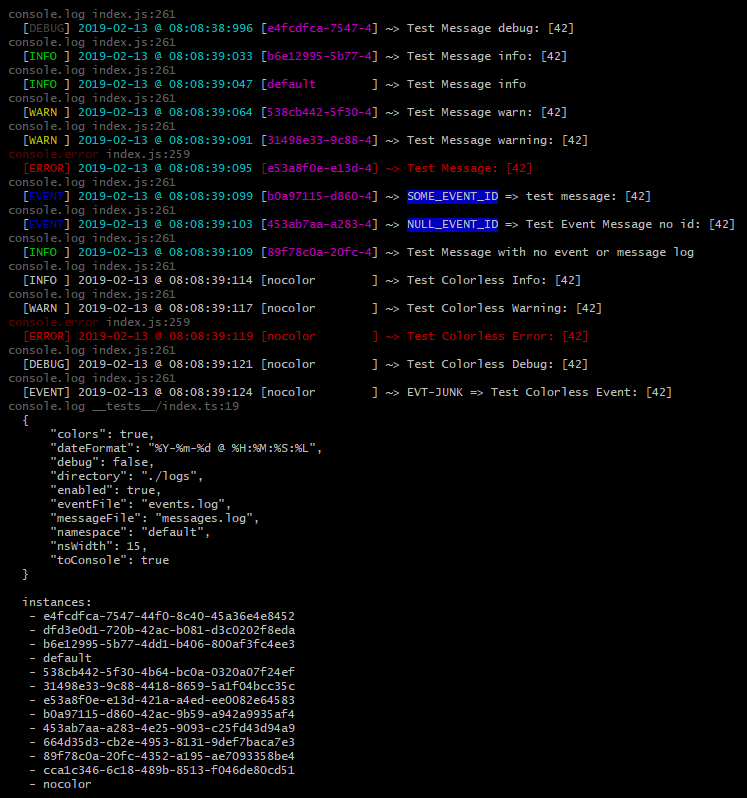 console.log index.js:261
[DEBUG] 2019-02-13 @ 08:08:38:996 [e4fcdfca-7547-4] ~> Test Message debug: [42]
console.log index.js:261
[INFO ] 2019-02-13 @ 08:08:39:033 [b6e12995-5b77-4] ~> Test Message info: [42]
console.log index.js:261
[INFO ] 2019-02-13 @ 08:08:39:047 [default        ] ~> Test Message info
console.log index.js:261
[WARN ] 2019-02-13 @ 08:08:39:064 [538cb442-5f30-4] ~> Test Message warn: [42]
console.log index.js:261
[WARN ] 2019-02-13 @ 08:08:39:091 [31498e33-9c88-4] ~> Test Message warning: [42]
console.error index.js:259
[ERROR] 2019-02-13 @ 08:08:39:095 [e53a8f0e-e13d-4] ~> Test Message: [42]
console.log index.js:261
[EVENT] 2019-02-13 @ 08:08:39:099 [b0a97115-d860-4] ~> SOME_EVENT_ID => test message: [42]
console.log index.js:261
[EVENT] 2019-02-13 @ 08:08:39:103 [453ab7aa-a283-4] ~> NULL_EVENT_ID => Test Event Message no id: [42]
console.log index.js:261
[INFO ] 2019-02-13 @ 08:08:39:109 [89f78c0a-20fc-4] ~> Test Message with no event or message log
console.log index.js:261
[INFO ] 2019-02-13 @ 08:08:39:114 [nocolor        ] ~> Test Colorless Info: [42]
console.log index.js:261
[WARN ] 2019-02-13 @ 08:08:39:117 [nocolor        ] ~> Test Colorless Warning: [42]
console.error index.js:259
[ERROR] 2019-02-13 @ 08:08:39:119 [nocolor        ] ~> Test Colorless Error: [42]
console.log index.js:261
[DEBUG] 2019-02-13 @ 08:08:39:121 [nocolor        ] ~> Test Colorless Debug: [42]
console.log index.js:261
[EVENT] 2019-02-13 @ 08:08:39:124 [nocolor        ] ~> EVT-JUNK => Test Colorless Event: [42]
console.log __tests__/index.ts:19
{
"colors": true,
"dateFormat": "%Y-%m-%d @ %H:%M:%S:%L",
"debug": false,
"directory": "./logs",
"enabled": true,
"eventFile": "events.log",
"messageFile": "messages.log",
"namespace": "default",
"nsWidth": 15,
"toConsole": true
}
instances:
- e4fcdfca-7547-44f0-8c40-45a36e4e8452
- dfd3e0d1-720b-42ac-b081-d3c0202f8eda
- b6e12995-5b77-4dd1-b406-800af3fc4ee3
- default
- 538cb442-5f30-4b64-bc0a-0320a07f24ef
- 31498e33-9c88-4418-8659-5a1f04bcc35c
- e53a8f0e-e13d-421a-a4ed-ee0082e64583
- b0a97115-d860-42ac-9b59-a942a9935af4
- 453ab7aa-a283-4e25-9093-c25fd43d94a9
- 664d35d3-cb2e-4953-8131-9def7baca7e3
- 89f78c0a-20fc-4352-a195-ae7093358be4
- cca1c346-6c18-489b-8513-f046de80cd51
- nocolor